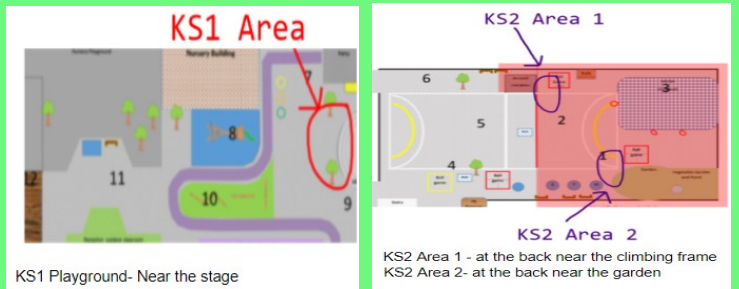 KS1 Area
Nursery Building
7
8
12
11
10
9
KS1 Playground- Near the stage
KS2 Area 1
6
3
5
2
4
1
KS2 Area 2
KS2 Area 1 - at the back near the climbing frame
KS2 Area 2- at the back near the garden